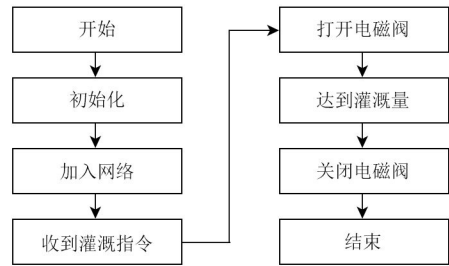 开始
初始化
加入网络
收到灌溉指令
打开电磁阀
达到灌溉量
关闭电磁阀
结束